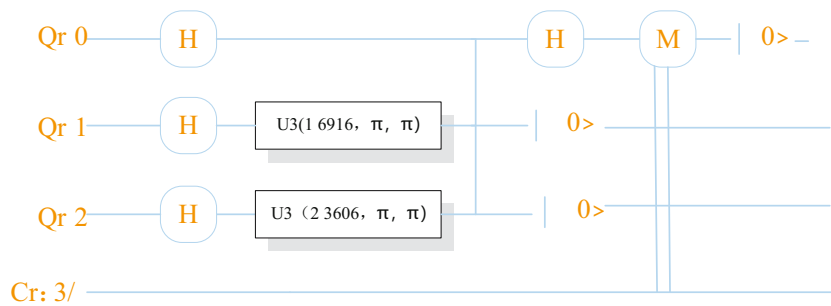 Qr 0 H H M | 0>
Qr 1 H U3(1 6916，π，π) | 0>
Qr 2 H U3（2 3606，π，π) | 0>
Cr：3/